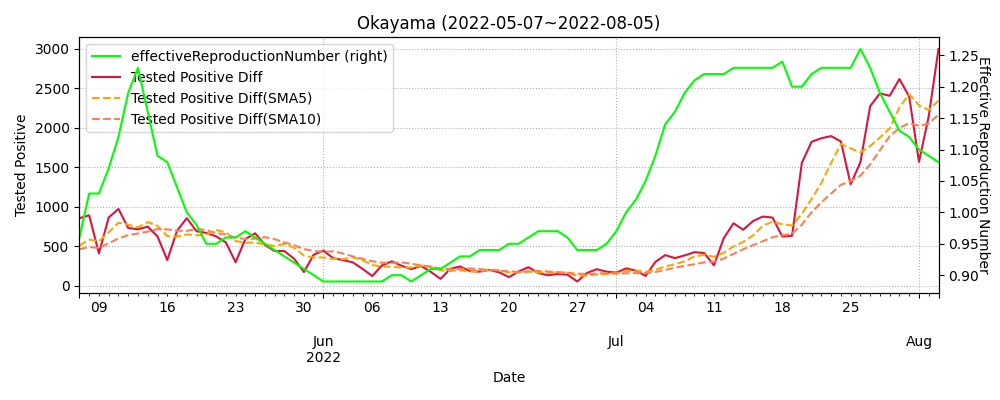 Okayama (2022-05-07~2022-08-05)
effectiveReproductionNumber (right)
Tested Positive Diff
Tested Positive Diff(SMA5)
Tested Positive Diff(SMA10)
Tested Positive
3000
2500
2000
1500
1000
500
0
1.25
1.20
1.15
1.10
1.05
1.00
0.95
0.90
Effective Reproduction Number
09 16 23 30 06 13 20 27 04 11 18 25
Jun Jul Aug
2022
Date